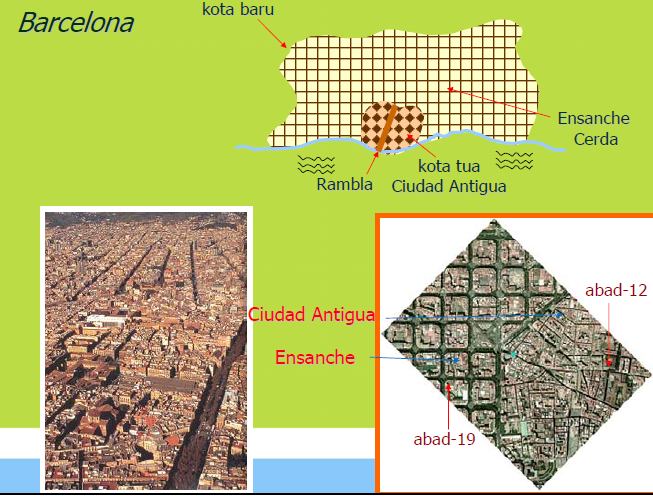 Barcelona
kota baru
Ensanche
Cerda
kota tua
Rambla
Ciudad Antigua
abad-12
Ciudad Antigua
Ensanche
abad-19